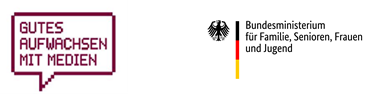 GUTES
AUFWACHSEN
MIT MEDIEN
Bundesministerium
für Familie, Senioren, Frauen
und Jugend